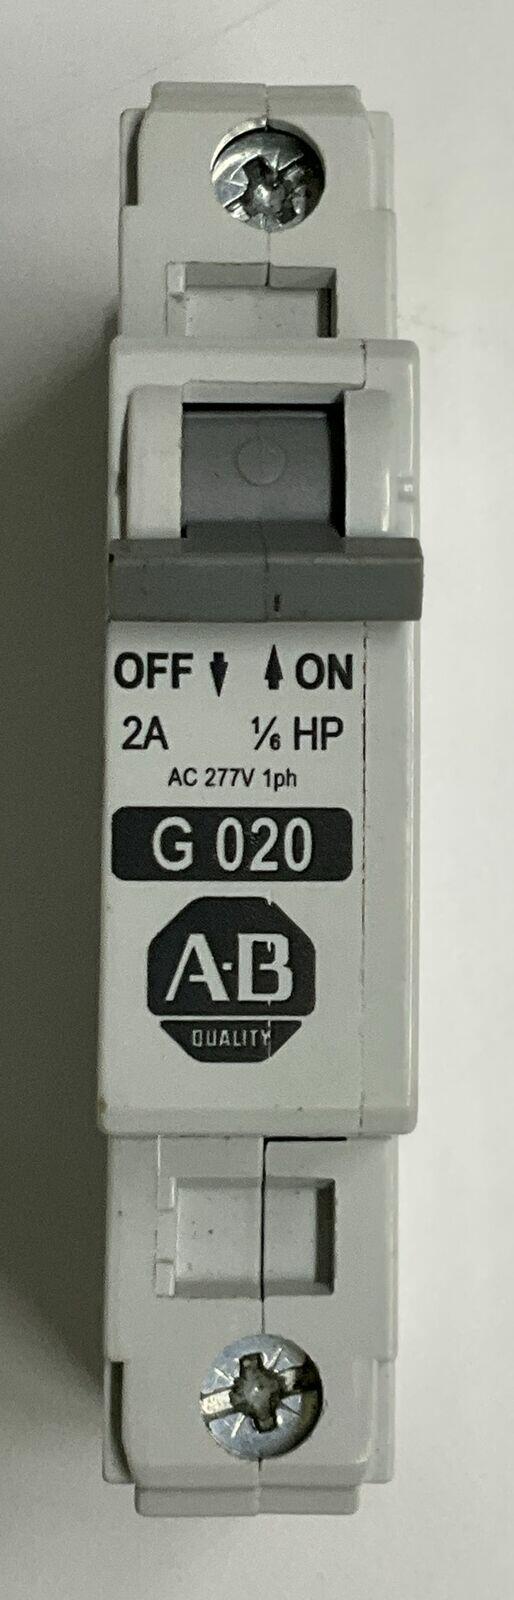 OFF ON
2A ⅙ HP
AC 277V 1ph
G 020
A-B
QUALITY